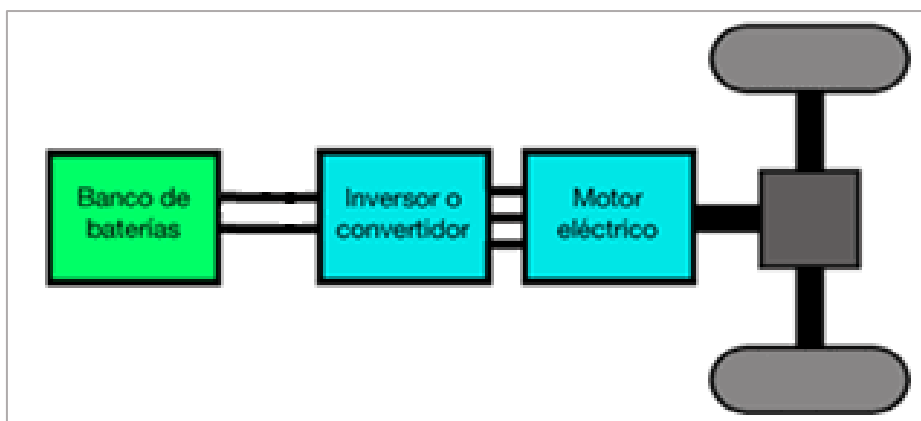 Banco de
baterías
Inversor o
convertidor
Motor
eléctrico